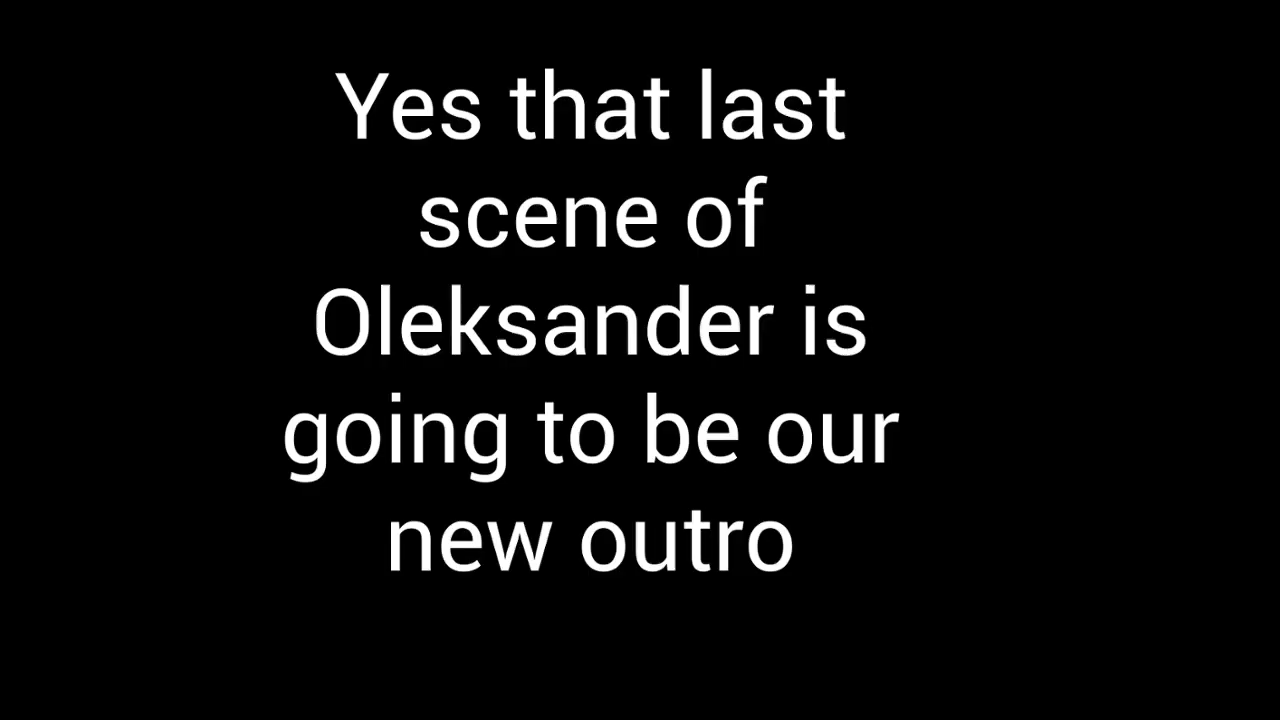 Yes that last
scene of
Oleksander is
going to be our
new outro